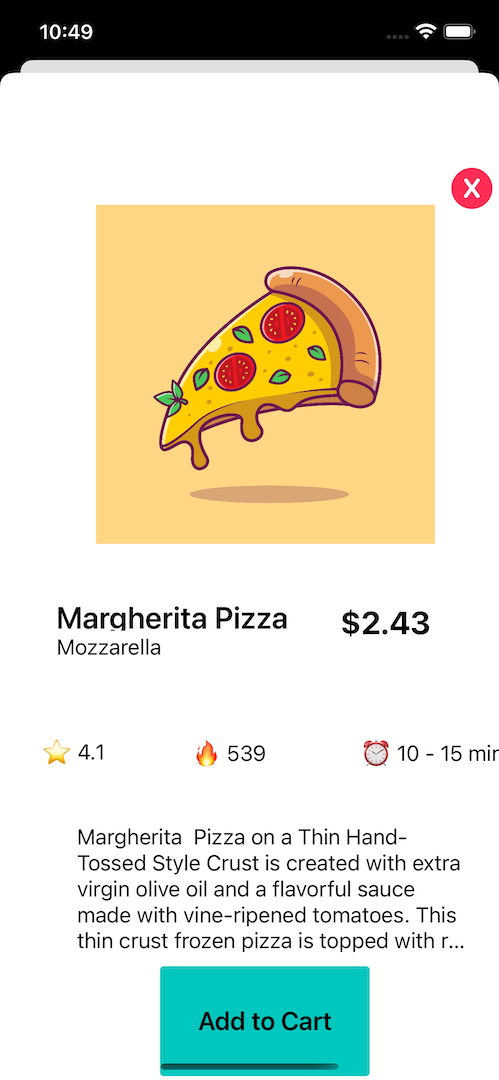 10:49
X
Margherita Pizza
$2.43
Mozzarella
4.1
539
10 - 15 min
Margherita  Pizza on a Thin Hand-
Tossed Style Crust is created with extra
virgin olive oil and a flavorful sauce
made with vine-ripened tomatoes. This
thin crust frozen pizza is topped with r...
Add to Cart